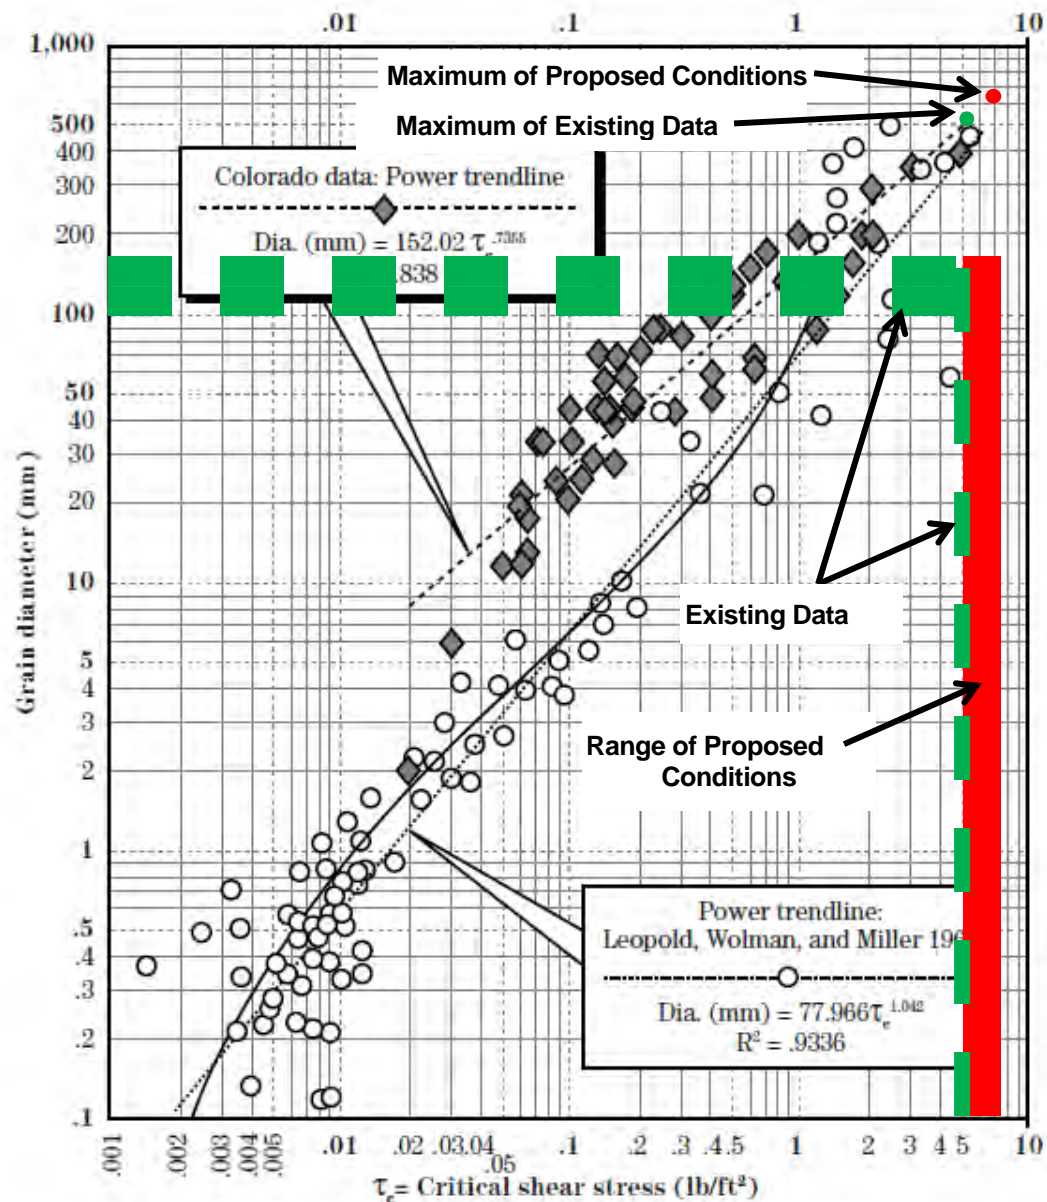 .01 .1 1 10
1,000
500
400
300
200
100
50
40
30
20
10
5
4
3
2
1
.5
.4
.3
.2
.1
Grain diameter (mm)
Maximum of Proposed Conditions
Maximum of Existing Data
Colorado data: Power trendline
Dia. (mm) = 152.02 τ .7355
.838
Existing Data
Range of Proposed
Conditions
Power trendline:
Leopold, Wolman, and Miller 196
Dia. (mm) = 77.966τc 1.042
R² = .9336
.001 .002 .003 .005 .01 .02 .03 .04 .05 .1 .2 .3 .4 .5 1 2 3 4 5 10
τc = Critical shear stress (lb/ft²)